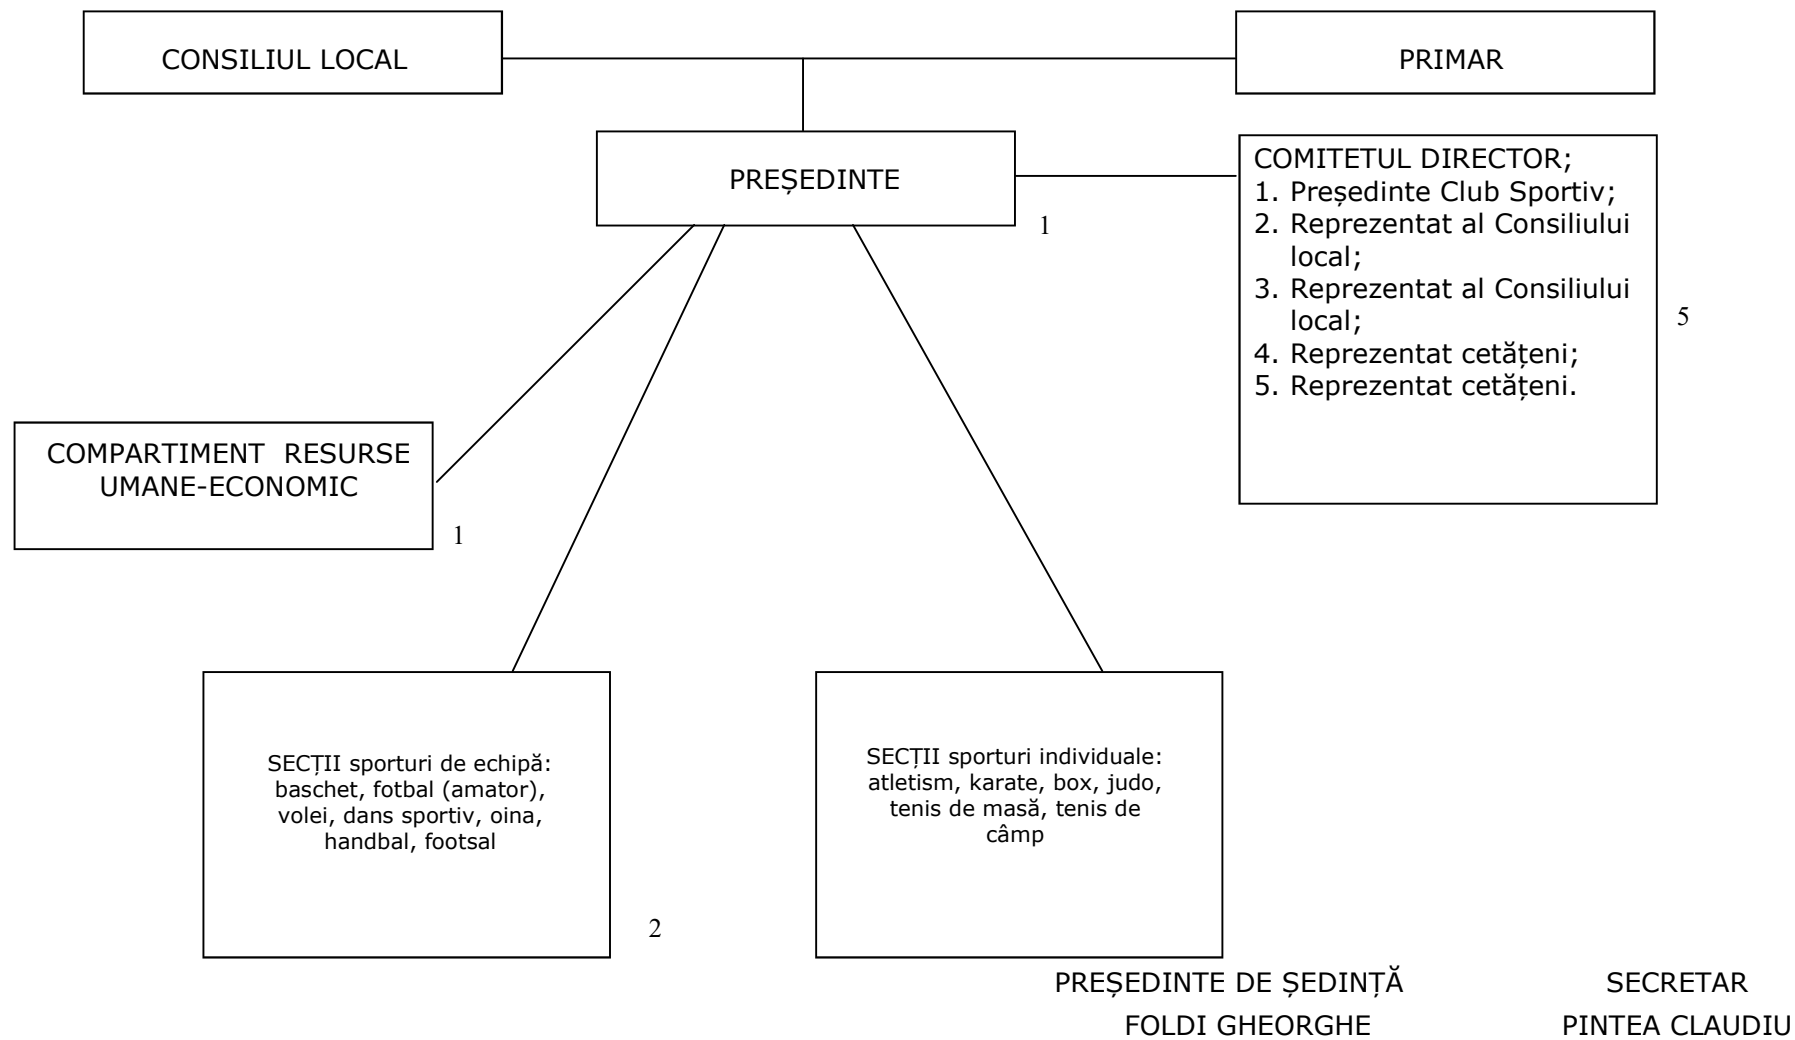 CONSILIUL LOCAL
PRIMAR
PREȘEDINTE
1
COMITETUL DIRECTOR;
1. Președinte Club Sportiv;
2. Reprezentat al Consiliului
local;
3. Reprezentat al Consiliului
local;
4. Reprezentat cetățeni;
5. Reprezentat cetățeni.
5
COMPARTIMENT RESURSE
UMANE-ECONOMIC
1
SECȚII sporturi de echipă:
baschet, fotbal (amator),
volei, dans sportiv, oina,
handbal, footsal
2
SECȚII sporturi individuale:
atletism, karate, box, judo,
tenis de masă, tenis de
câmp
PREȘEDINTE DE ȘEDINȚĂ
FOLDI GHEORGHE
SECRETAR
PINTEA CLAUDIU